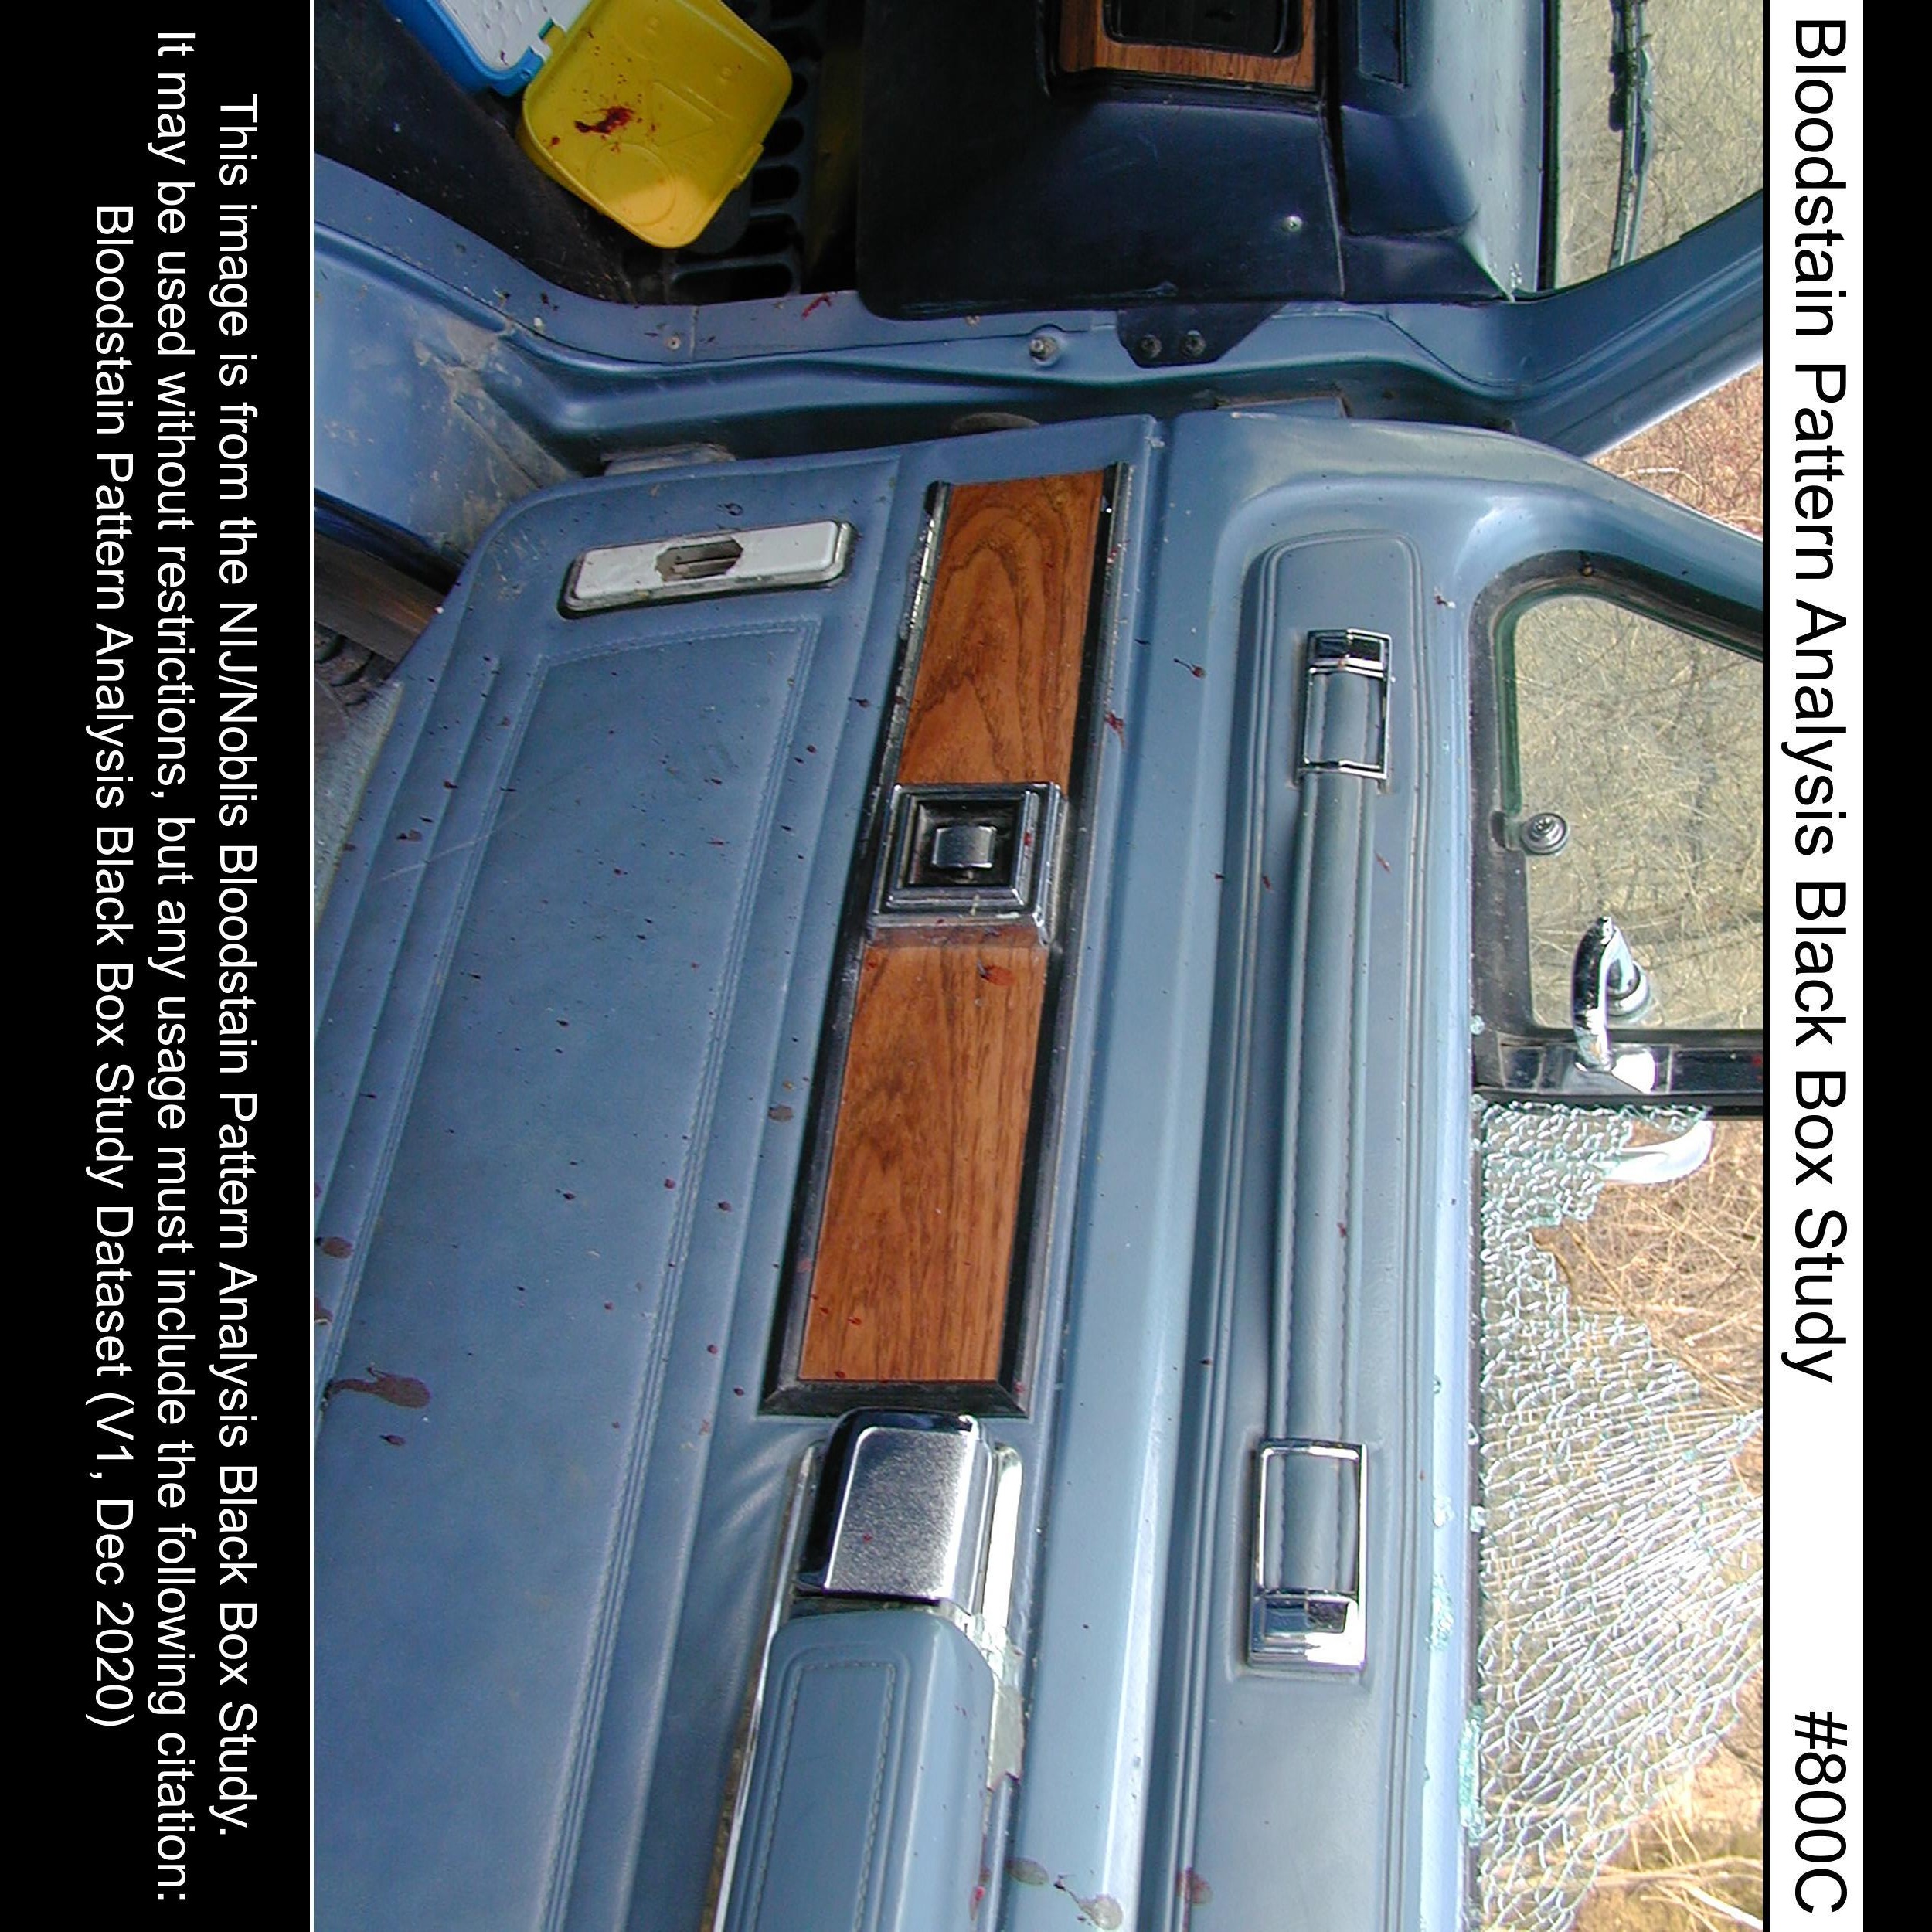 Bloodstain Pattern Analysis Black Box Study #800C
This image is from the NIJ/Noblis Bloodstain Pattern Analysis Black Box Study.
It may be used without restrictions, but any usage must include the following citation:
Bloodstain Pattern Analysis Black Box Study Dataset (V1, Dec 2020)